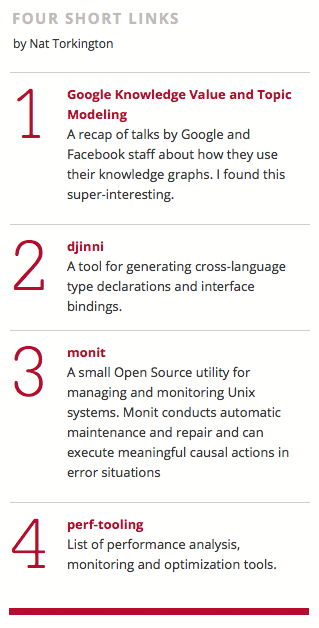 FOUR SHORT LINKS
by Nat Torkington
1
Google Knowledge Value and Topic
Modeling
A recap of talks by Google and
Facebook staff about how they use
their knowledge graphs. I found this
super-interesting.
2
djinni
A tool for generating cross-language
type declarations and interface
bindings.
3
monit
A small Open Source utility for
managing and monitoring Unix
systems. Monit conducts automatic
maintenance and repair and can
execute meaningful causal actions in
error situations
4
perf-tooling
List of performance analysis,
monitoring and optimization tools.